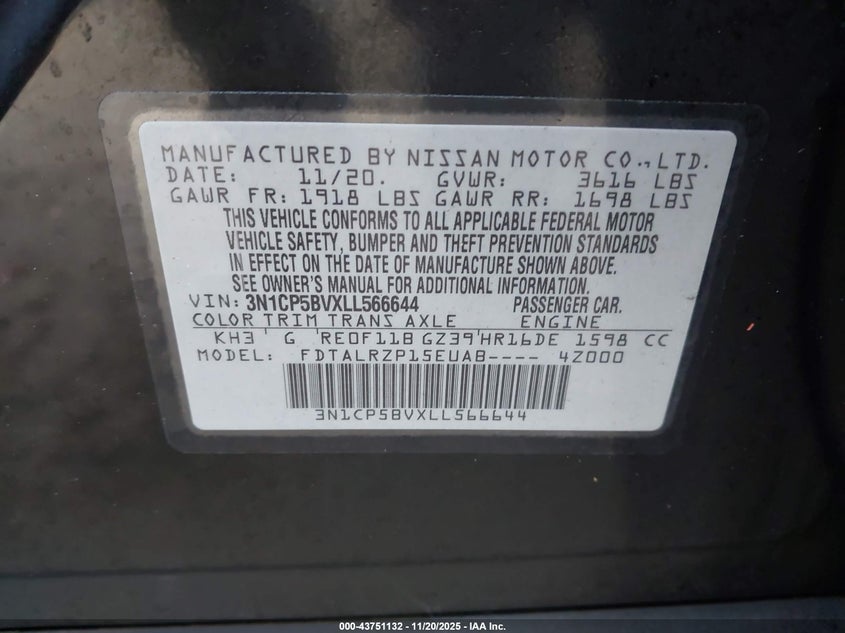 MANUFACTURED BY NISSAN MOTOR CO.,LTD.
DATE: 11/20. GVWR: 3616 LBS
GAWR FR: 1918 LBS GAWR RR: 1698 LBS
THIS VEHICLE CONFORMS TO ALL APPLICABLE FEDERAL MOTOR
VEHICLE SAFETY, BUMPER AND THEFT PREVENTION STANDARDS
IN EFFECT ON THE DATE OF MANUFACTURE SHOWN ABOVE.
SEE OWNER'S MANUAL FOR ADDITIONAL INFORMATION.
VIN: 3N1CP5BVXLL566644 PASSENGER CAR.
COLOR TRIM TRANS AXLE ENGINE
KH3 G RE0F11B GZ39 HR16DE 1598 CC
MODEL: FDTALRZP15EUAB---- 4Z000
3N1CP5BVXLL566644
000-43751132 - 11/20/2025 - IAA Inc.